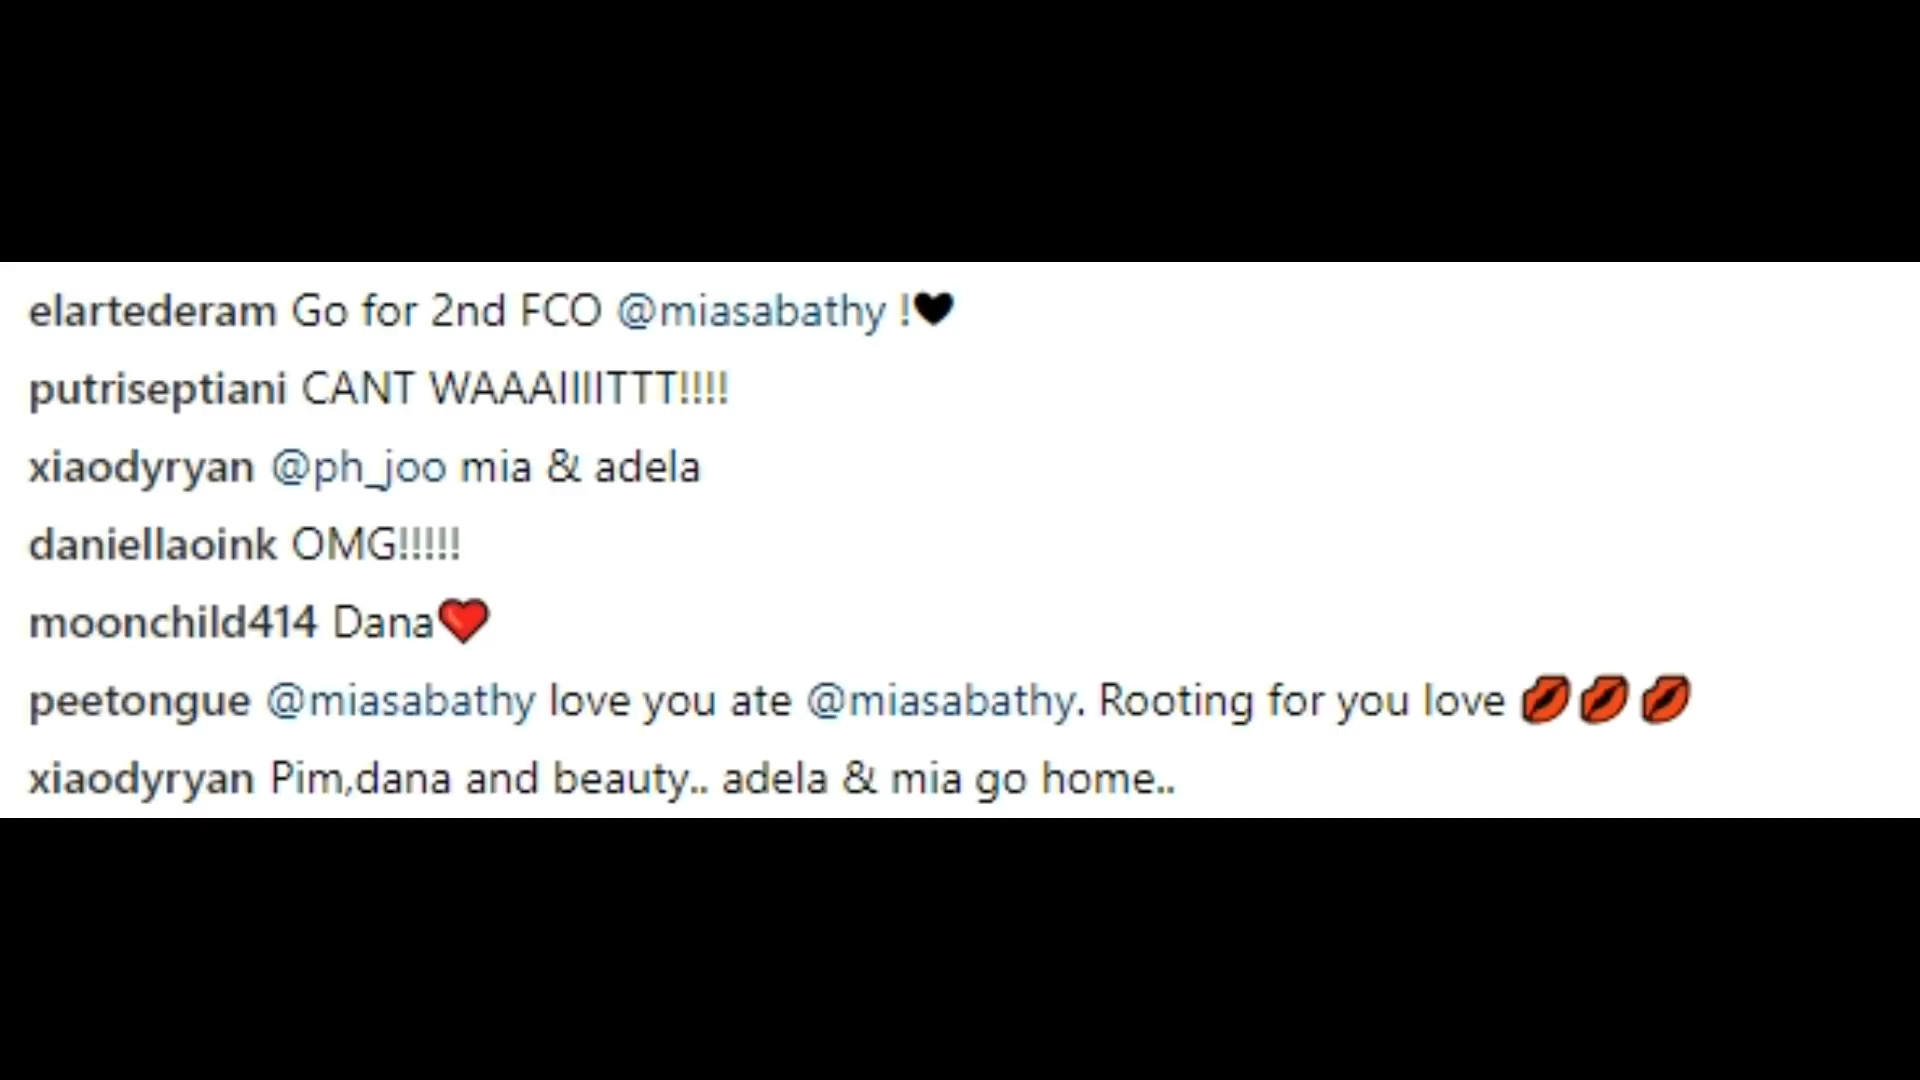 elartederam Go for 2nd FCO @miasabathy !🖤
putriseptiani CANT WAAAIIIITTT!!!!
xiaodyryan @ph_joo mia & adela
daniellaoink OMG!!!!!
moonchild414 Dana❤️
peetongue @miasabathy love you ate @miasabathy. Rooting for you love 💋💋💋
xiaodyryan Pim,dana and beauty.. adela & mia go home..